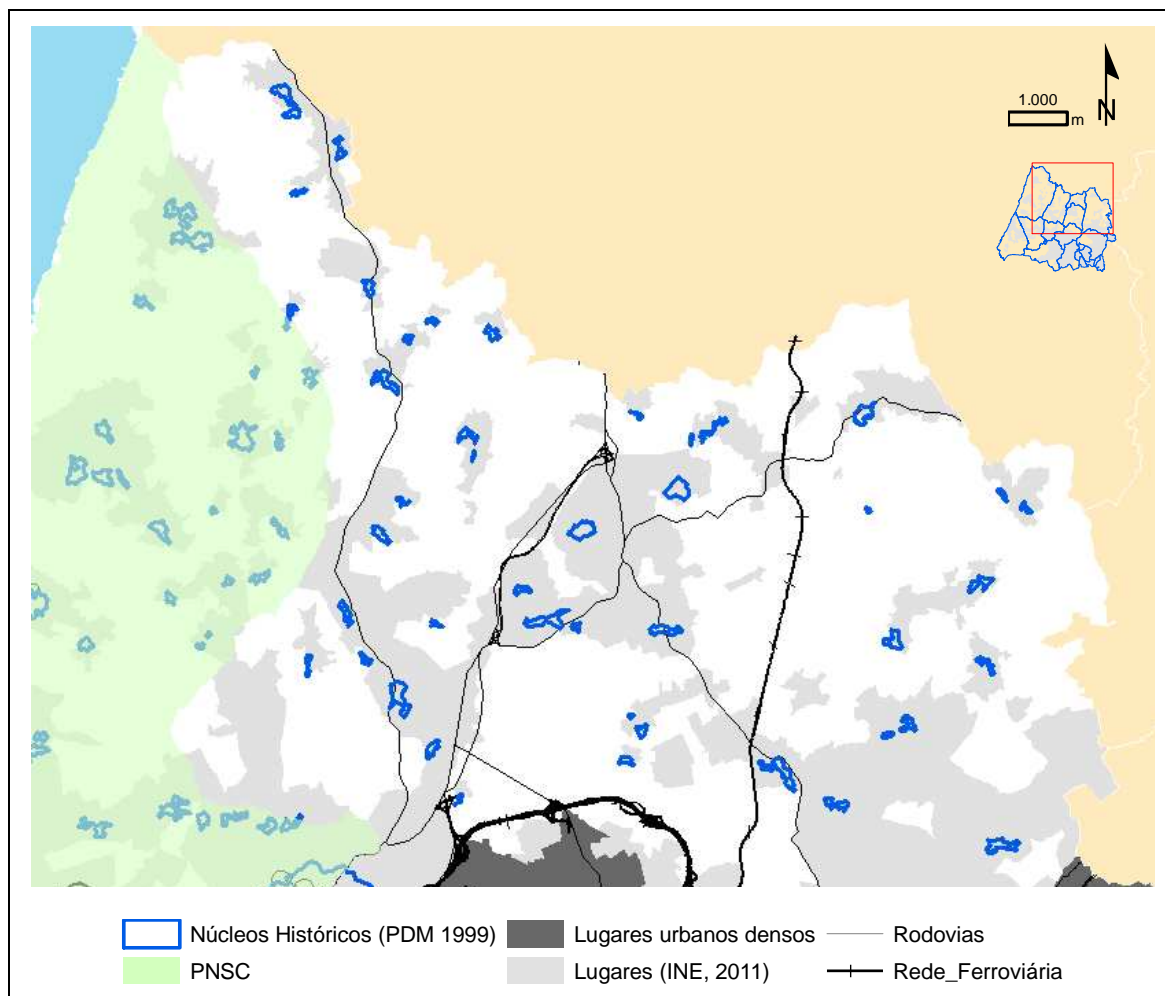 1.000
m
N
Núcleos Históricos (PDM 1999)
Lugares urbanos densos
Rodovias
PNSC
Lugares (INE, 2011)
Rede_Ferroviária